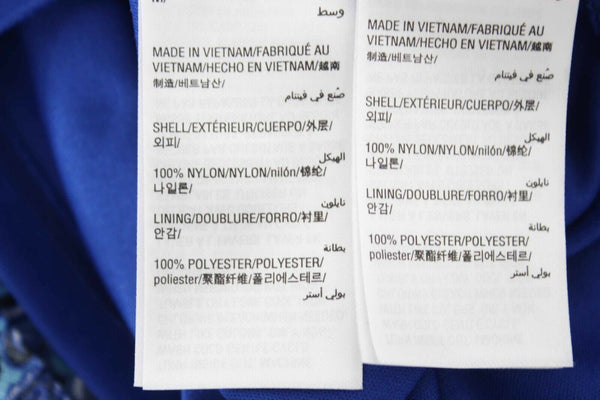 وسط
MADE IN VIETNAM/FABRIQUÉ AU
VIETNAM/HECHO EN VIETNAM/越南
制造/베트남산/
صُنع في فيتنام
SHELL/EXTÉRIEUR/CUERPO/外层/
외피/
الهيكل
100% NYLON/NYLON/nilón/锦纶/
나일론/
نايلون
LINING/DOUBLURE/FORRO/衬里/
안감/
بطانة
100% POLYESTER/POLYESTER/
poliester/聚酯纤维/폴리에스테르/
بولي أستر
MADE IN VIETNAM/FABRIQUÉ AU
VIETNAM/HECHO EN VIETNAM/越南
制造/베트남산/
صُنع في فيتنام
SHELL/EXTÉRIEUR/CUERPO/外层/
외피/
الهيكل
100% NYLON/NYLON/nilón/锦纶/
나일론/
نايلون
LINING/DOUBLURE/FORRO/衬里/
안감/
بطانة
100% POLYESTER/POLYESTER/
poliester/聚酯纤维/폴리에스테르/
بولي أستر